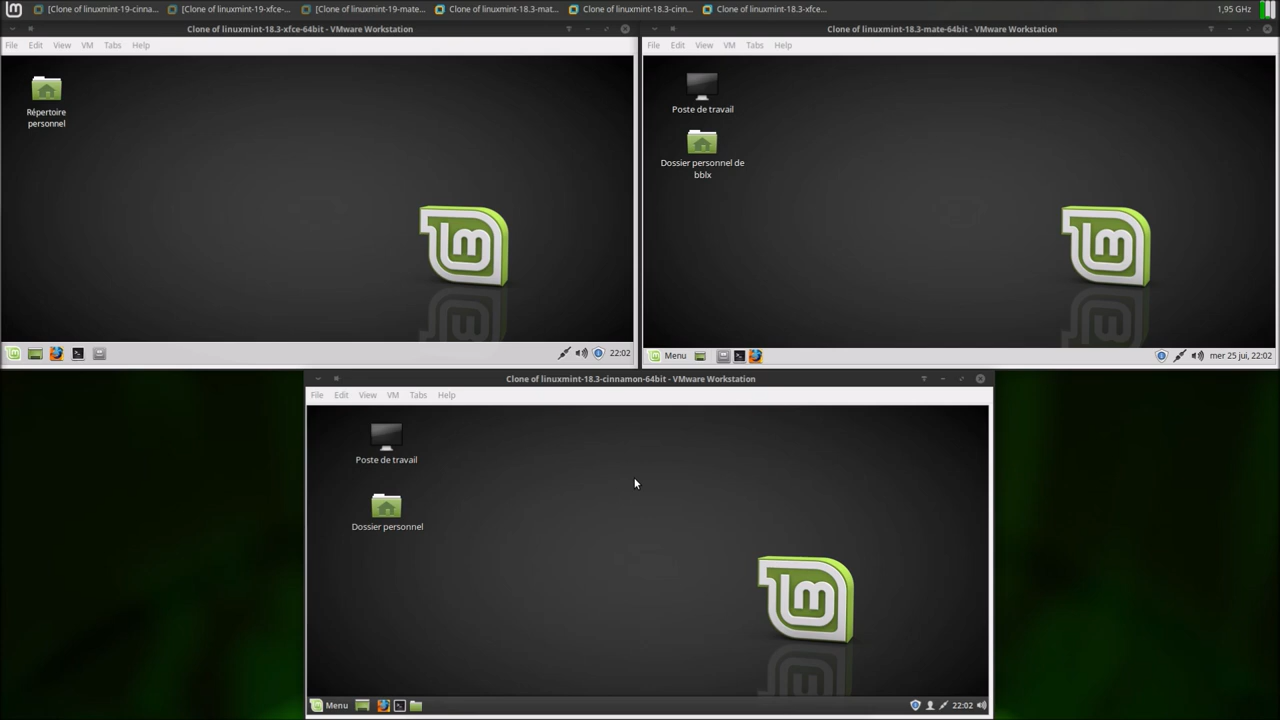 [Clone of linuxmint-19-cinna...
[Clone of linuxmint-19-xfce-...
[Clone of linuxmint-19-mate...
Clone of linuxmint-18.3-mat...
Clone of linuxmint-18.3-cinn...
Clone of linuxmint-18.3-xfce...
1,95 GHz
Clone of linuxmint-18.3-xfce-64bit - VMware Workstation
File Edit View VM Tabs Help
Répertoire
personnel
22:02
Clone of linuxmint-18.3-mate-64bit - VMware Workstation
File Edit View VM Tabs Help
Poste de travail
Dossier personnel de
bblx
Menu
mer 25 jui, 22:02
Clone of linuxmint-18.3-cinnamon-64bit - VMware Workstation
File Edit View VM Tabs Help
Poste de travail
Dossier personnel
Menu
22:02